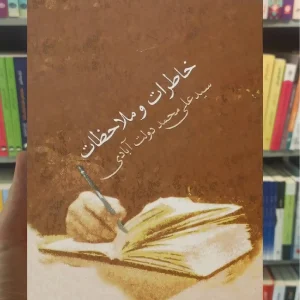 خاطرات و ملاحظات
سید علی محمد دولت آبادی